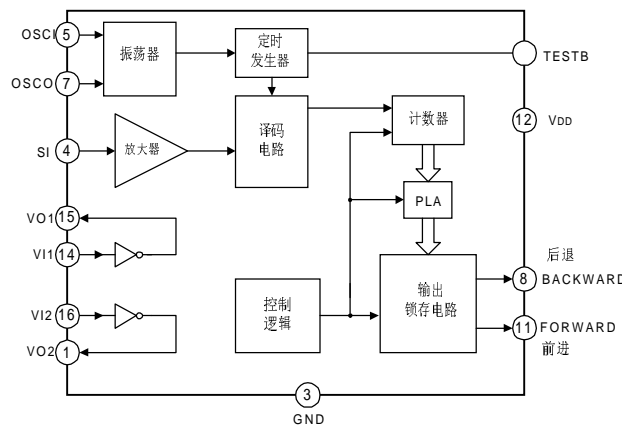 OSCI
5
振荡器
定时
发生器
TESTB
OSCO
7
译码
电路
计数器
12
VDD
SI
4
放大器
PLA
VO1
15
VI1
14
后退
8
BACKWARD
控制
逻辑
输出
锁存电路
VI2
16
11
FORWARD
前进
VO2
1
3
GND